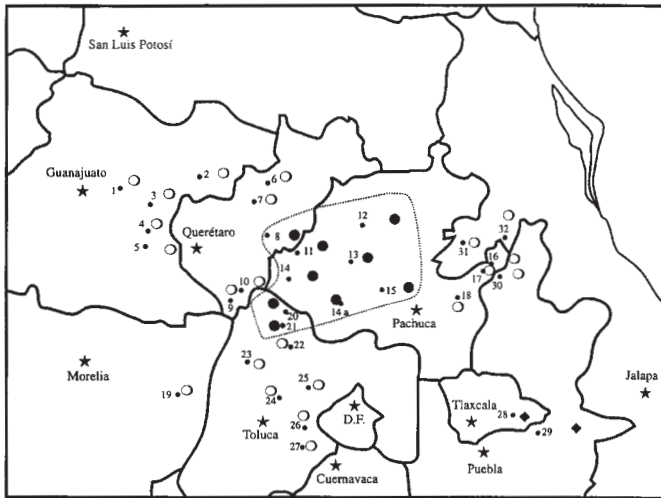 San Luis Potosí
Guanajuato
1
2
3
4
5
6
7
Querétaro
8
9
10
11
12
13
14
14 a
15
16
17
18
30
31
32
Pachuca
20
21
22
23
24
25
26
27
19
Morelia
Toluca
D.F.
Cuernavaca
Tlaxcala
28
29
Puebla
Jalapa